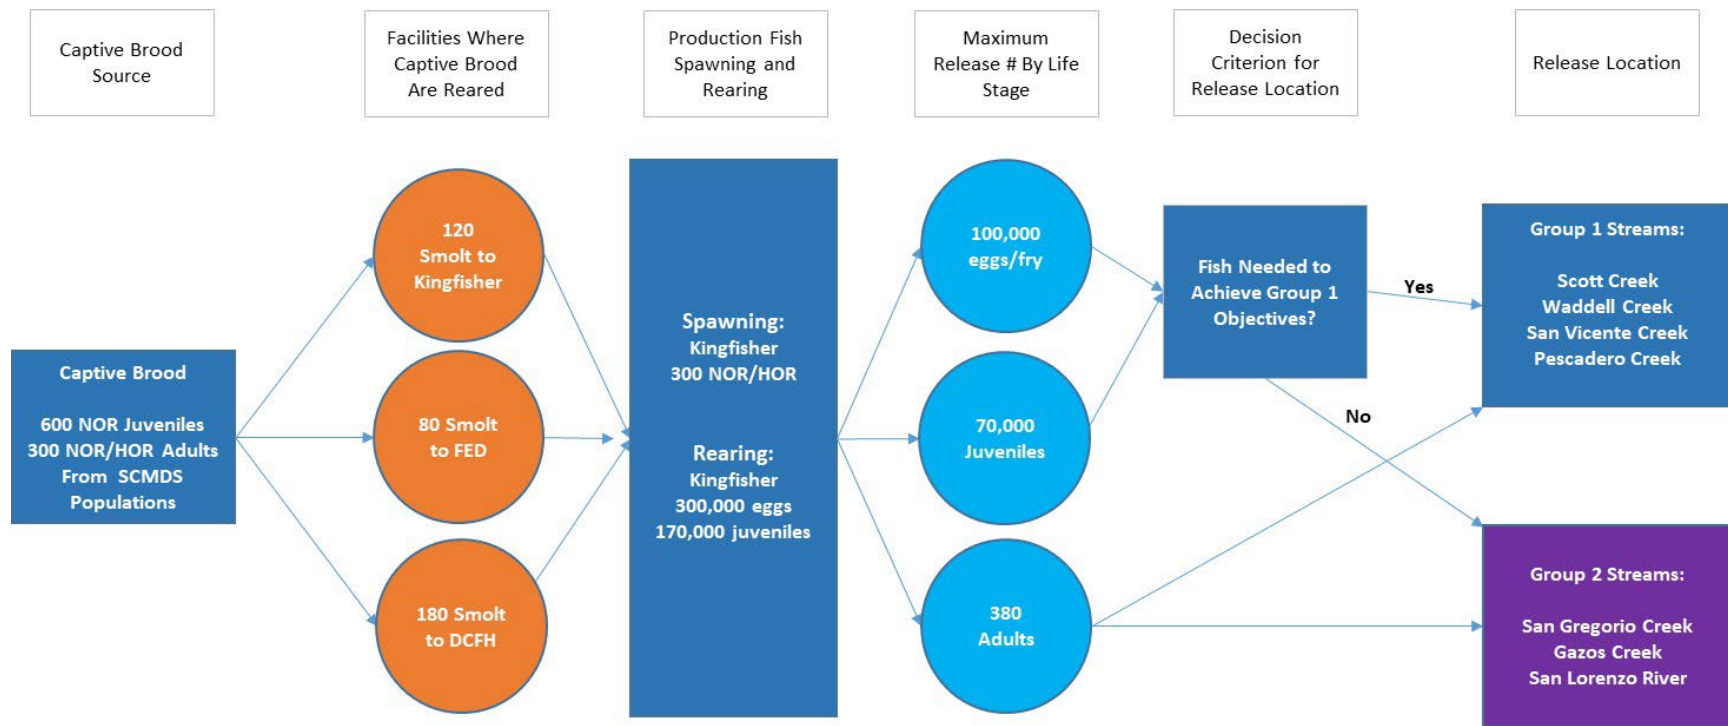 Captive Brood
Source
Facilities Where
Captive Brood
Are Reared
Production Fish
Spawning and
Rearing
Maximum
Release # By Life
Stage
Decision
Criterion for
Release Location
Release Location
Captive Brood
600 NOR Juveniles
300 NOR/HOR Adults
From SCMDS
Populations
120
Smolt to
Kingfisher
80 Smolt
to FED
180 Smolt
to DCFH
Spawning:
Kingfisher
300 NOR/HOR
Rearing:
Kingfisher
300,000 eggs
170,000 juveniles
100,000
eggs/fry
70,000
Juveniles
380
Adults
Fish Needed to
Achieve Group 1
Objectives?
Yes
No
Group 1 Streams:
Scott Creek
Waddell Creek
San Vicente Creek
Pescadero Creek
Group 2 Streams:
San Gregorio Creek
Gazos Creek
San Lorenzo River